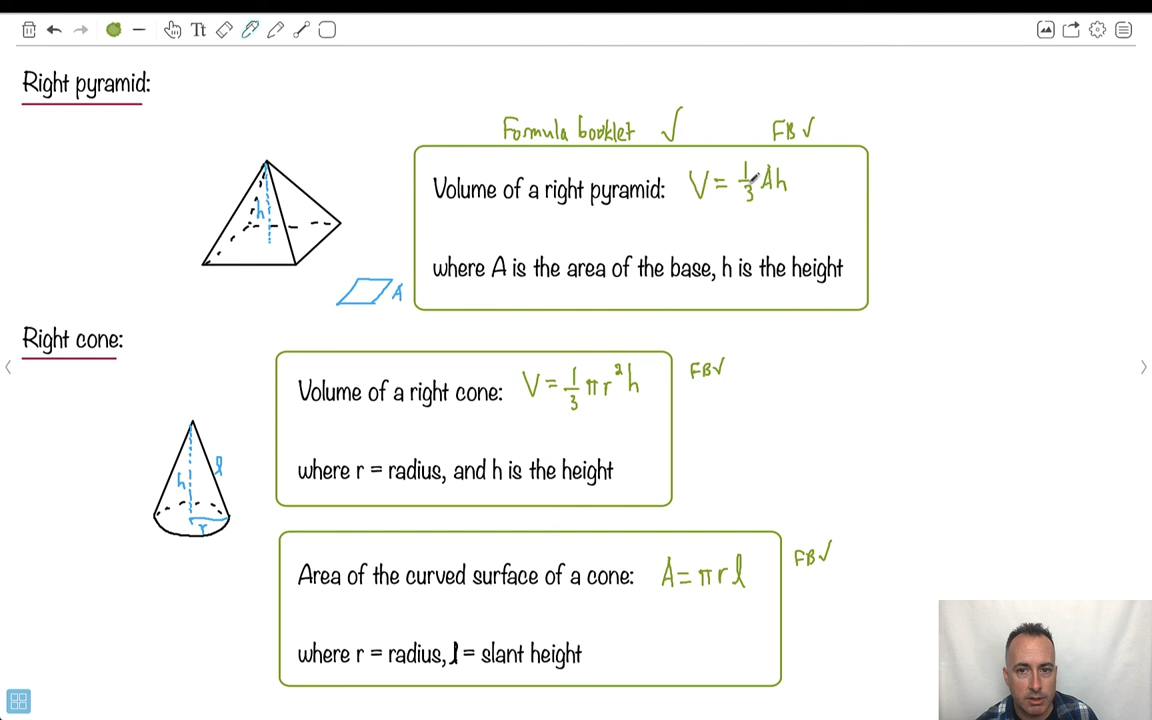 Tt
Right pyramid:
Formula booklet √ FB √
Volume of a right pyramid: V = 1/3 Ah
h
where A is the area of the base, h is the height
A
Right cone:
Volume of a right cone: V = 1/3 πr²h
FB√
where r = radius, and h is the height
l
h
r
Area of the curved surface of a cone: A = πrl
FB√
where r = radius, l = slant height